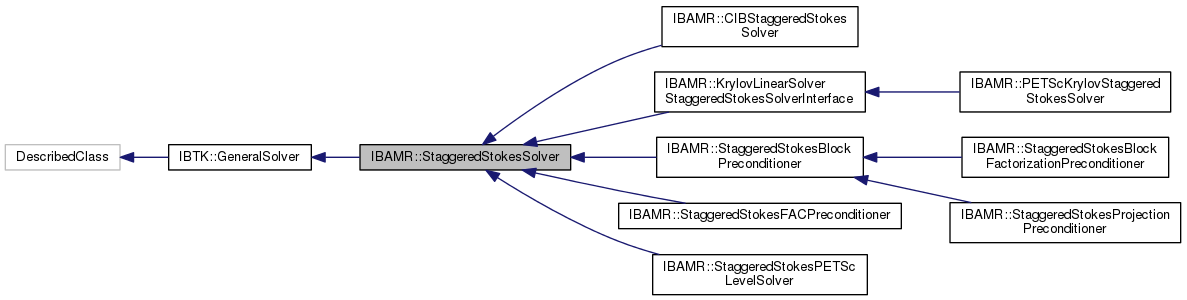 IBAMR::CIBStaggeredStokes
Solver
IBAMR::KrylovLinearSolver
StaggeredStokesSolverInterface
IBAMR::PETScKrylovStaggered
StokesSolver
DescribedClass
IBTK::GeneralSolver
IBAMR::StaggeredStokesSolver
IBAMR::StaggeredStokesBlock
Preconditioner
IBAMR::StaggeredStokesBlock
FactorizationPreconditioner
IBAMR::StaggeredStokesFACPreconditioner
IBAMR::StaggeredStokesProjection
Preconditioner
IBAMR::StaggeredStokesPETSc
LevelSolver